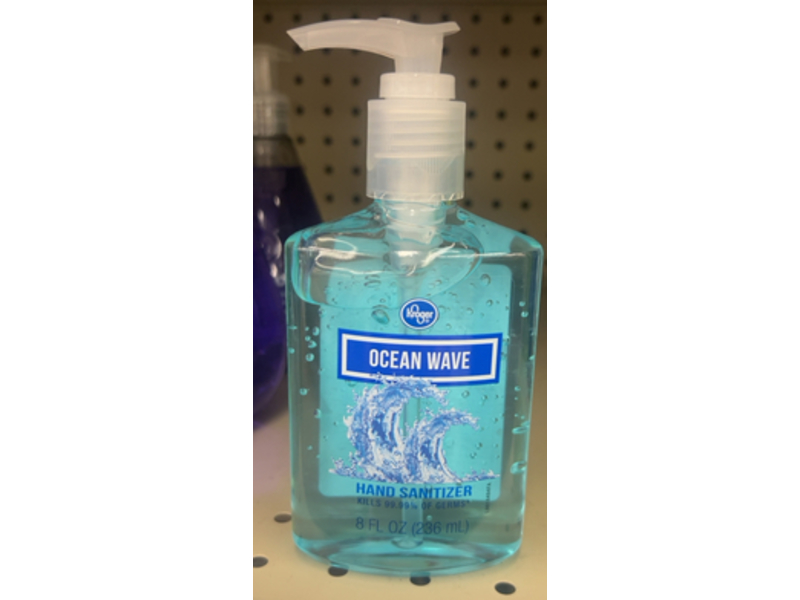 Kroger
OCEAN WAVE
HAND SANITIZER
KILLS 99.99% OF GERMS*
8 FL OZ (236 mL)